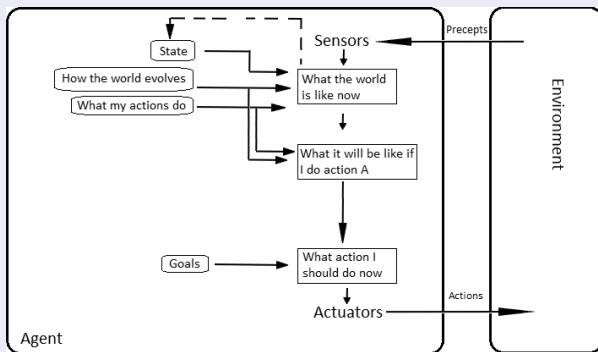 Sensors
Precepts
State
How the world evolves
What my actions do
What the world
is like now
What it will be like if
I do action A
Environment
Goals
What action I
should do now
Actuators
Actions
Agent